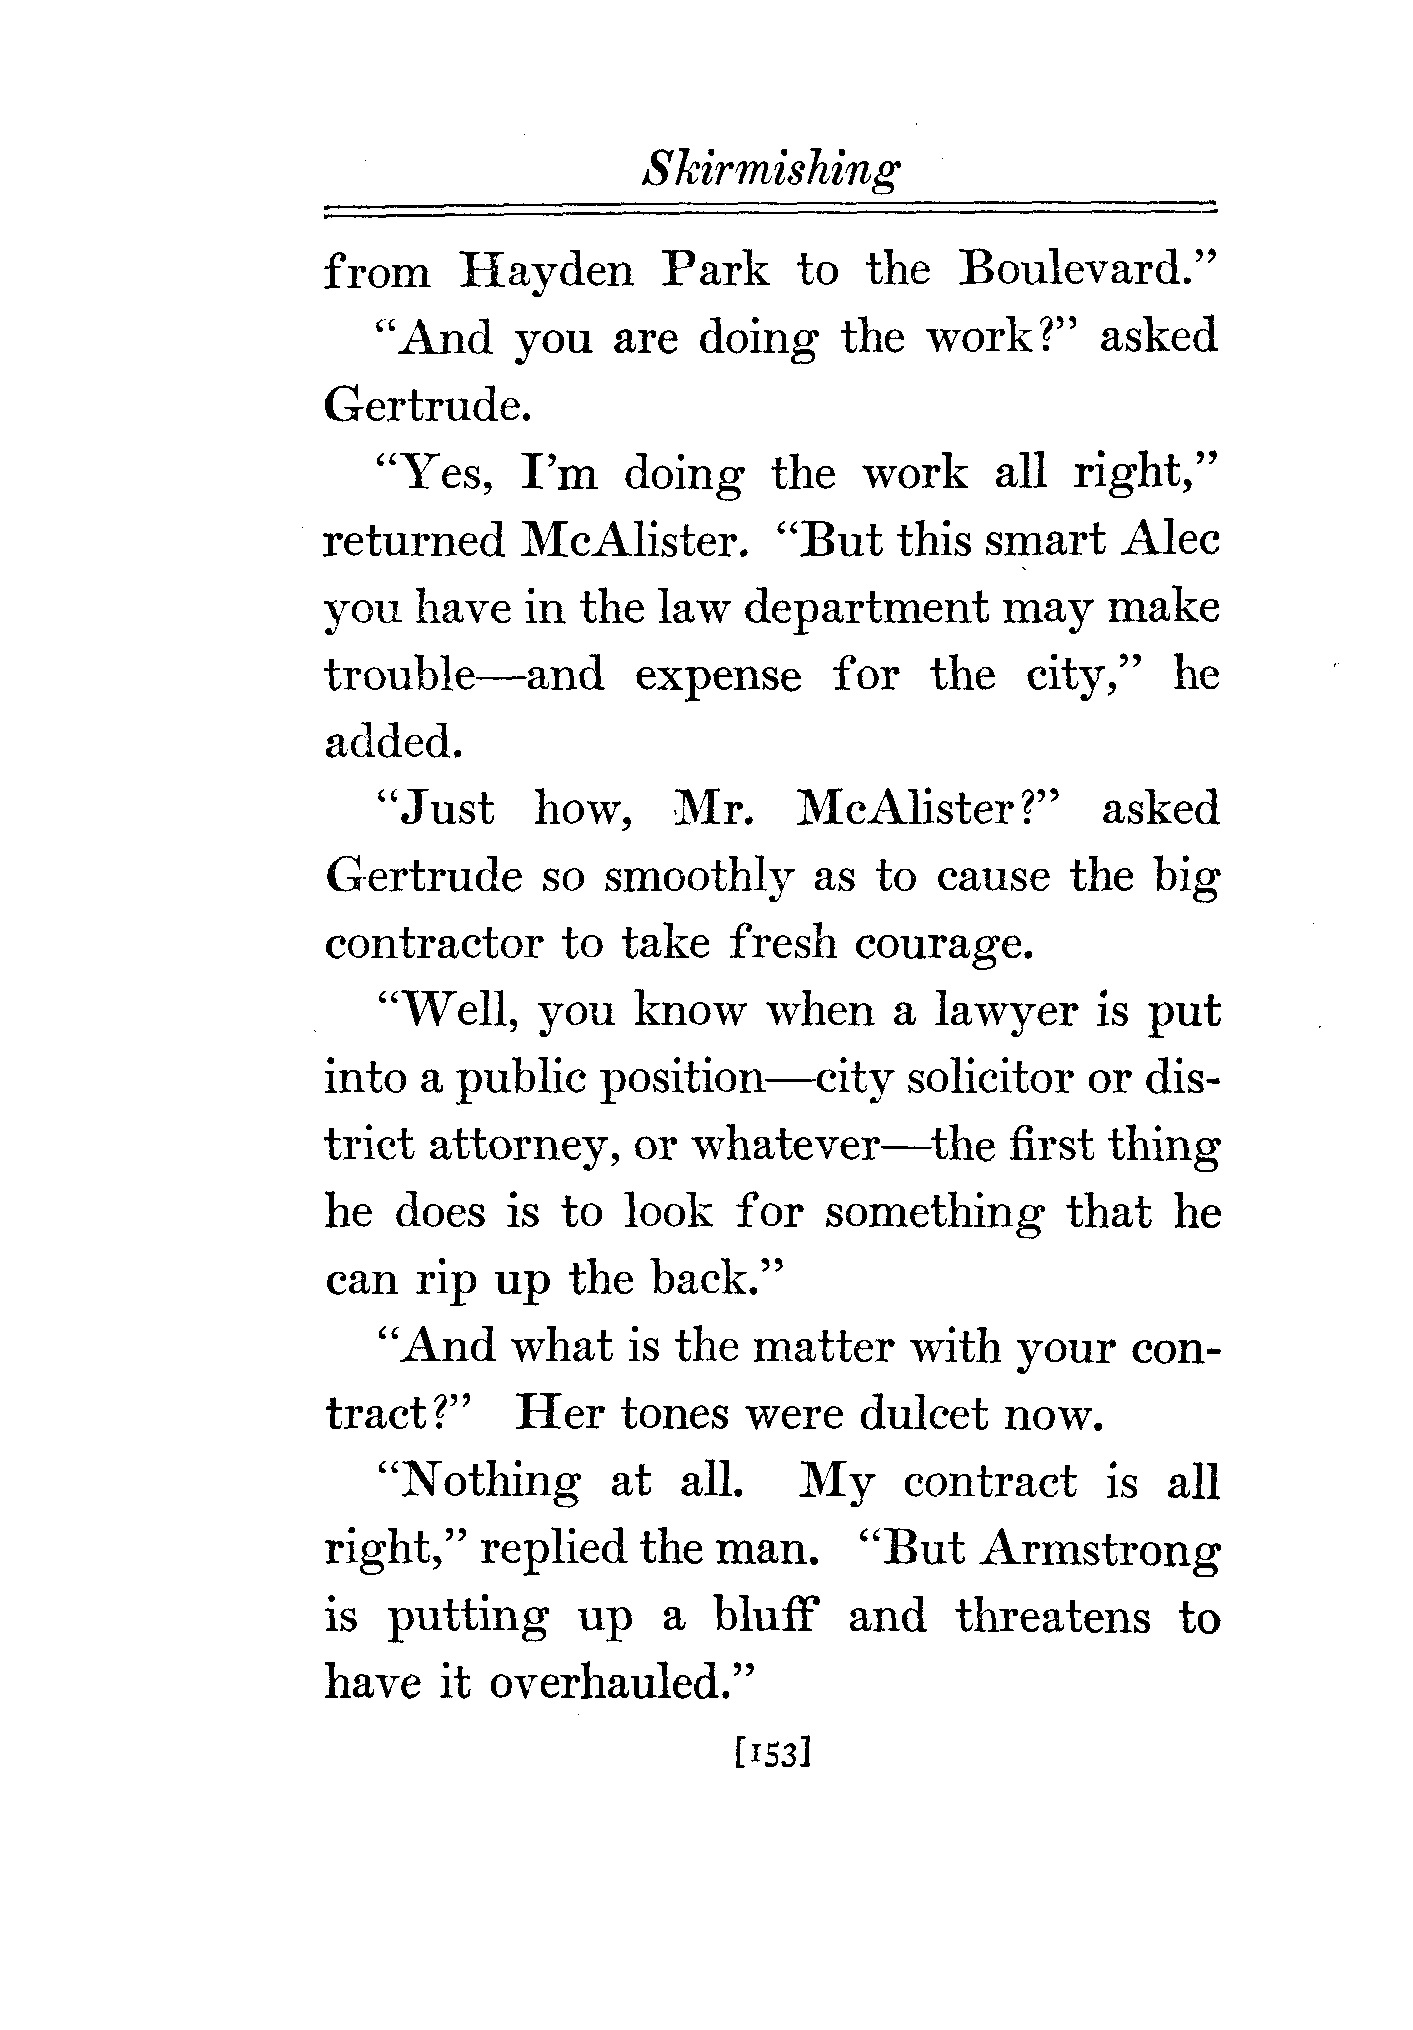 Skirmishing
from Hayden Park to the Boulevard.”
“And you are doing the work?” asked
Gertrude.
“Yes, I’m doing the work all right,”
returned McAlister. “But this smart Alec
you have in the law department may make
trouble—and expense for the city,” he
added.
“Just how, Mr. McAlister?” asked
Gertrude so smoothly as to cause the big
contractor to take fresh courage.
“Well, you know when a lawyer is put
into a public position—city solicitor or dis-
trict attorney, or whatever—the first thing
he does is to look for something that he
can rip up the back.”
“And what is the matter with your con-
tract?” Her tones were dulcet now.
“Nothing at all. My contract is all
right,” replied the man. “But Armstrong
is putting up a bluff and threatens to
have it overhauled.”
[153]